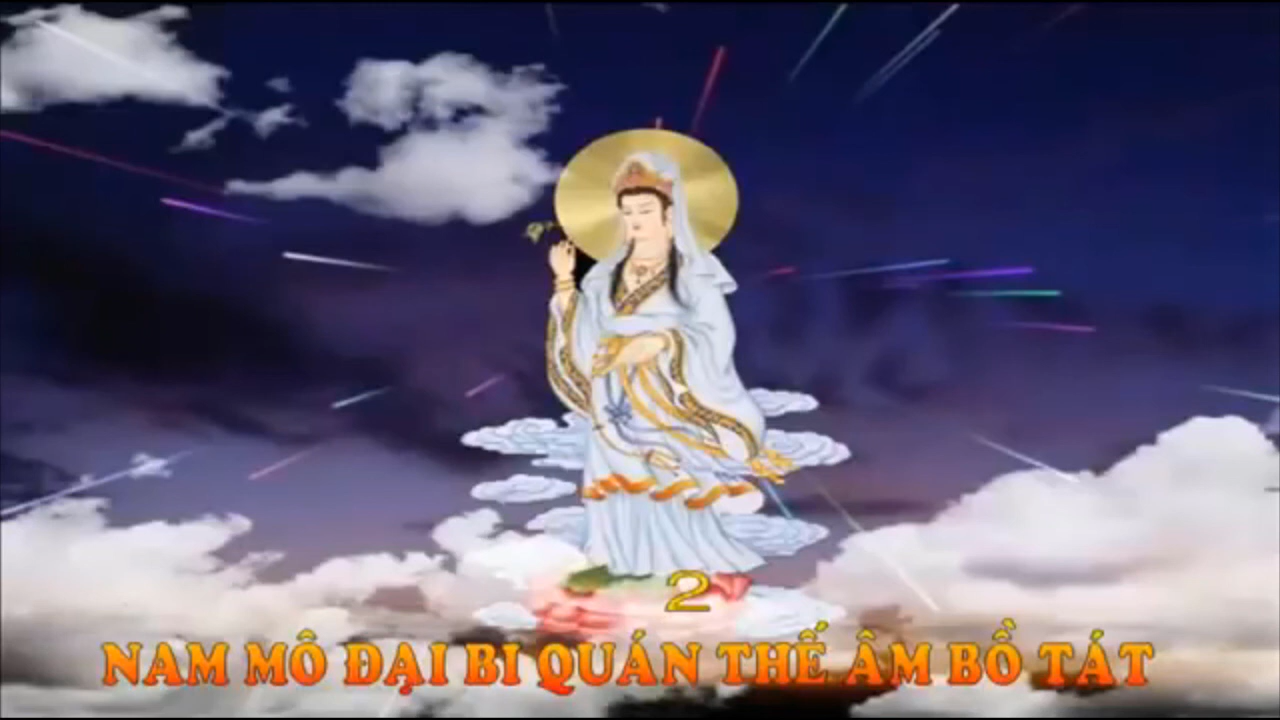 2
NAM MÔ ĐẠI BI QUÁN THẾ ÂM BỒ TÁT